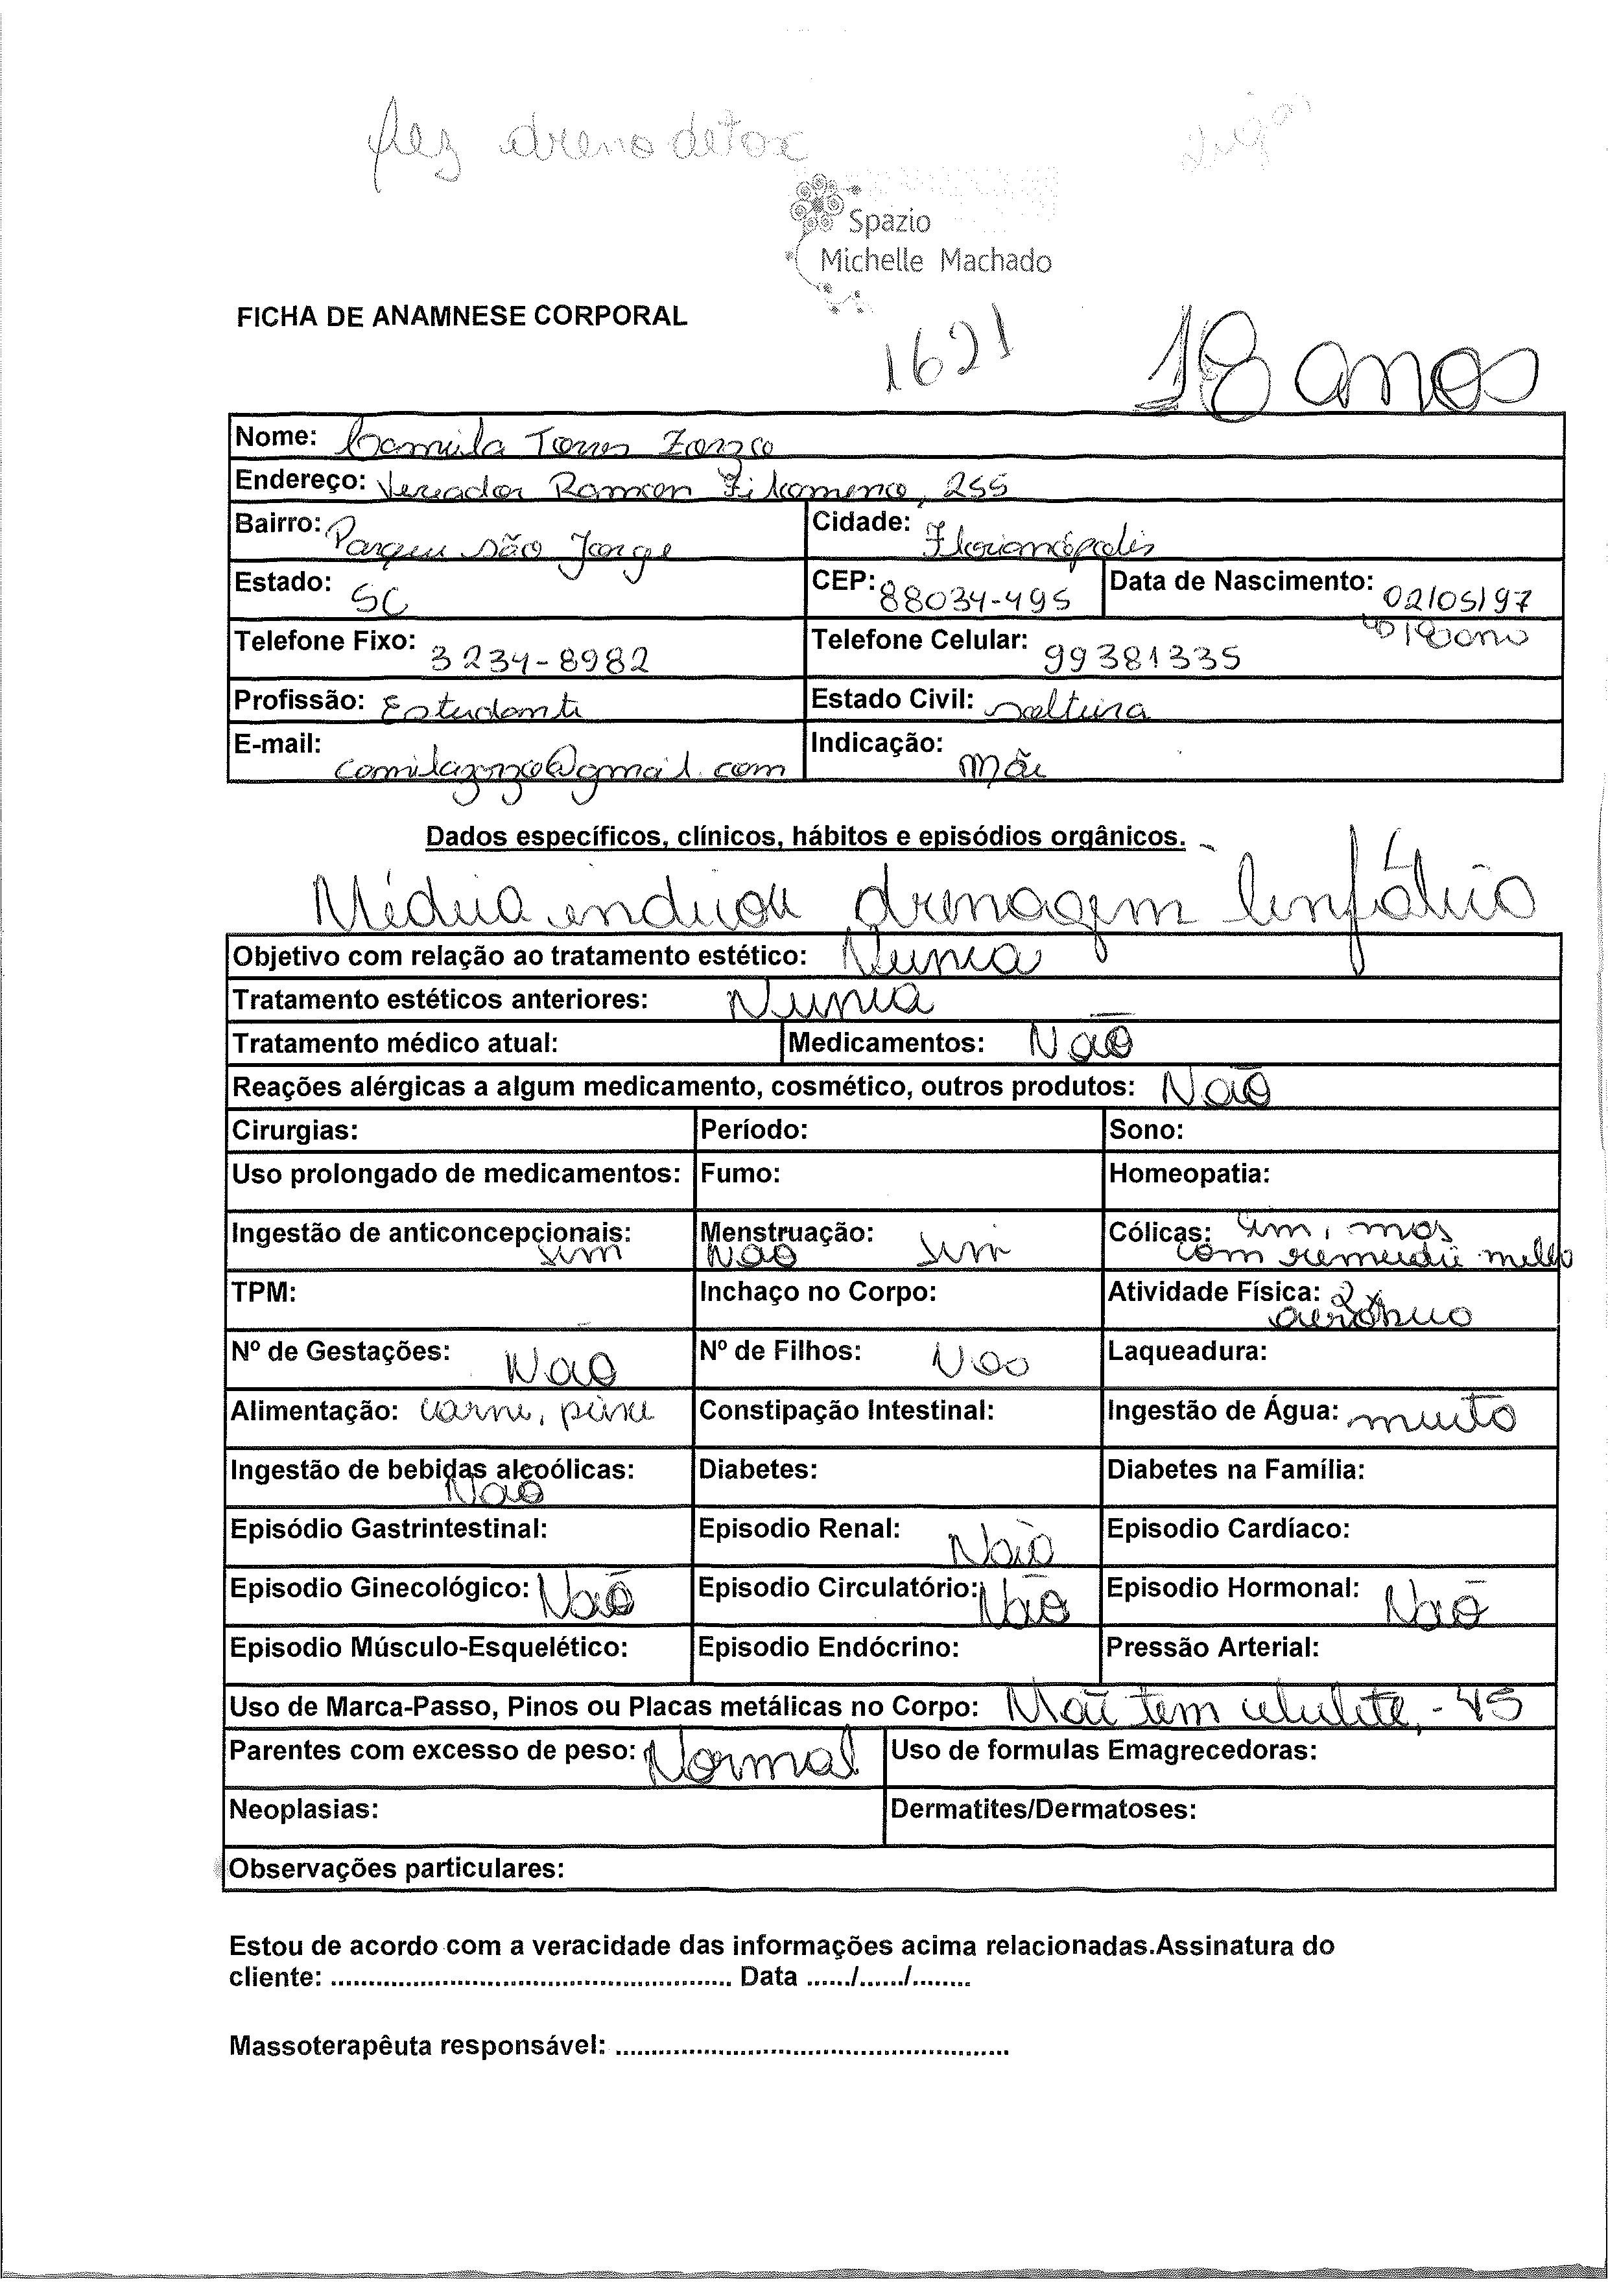 fez dreno detox
Spazio
Michelle Machado
FICHA DE ANAMNESE CORPORAL
1621
18 anos
Nome: Camila Torres Zanzo
Endereço: Vereador Ramon Filomeno, 255
Bairro: Parque são Jorge Cidade: Florianópolis
Estado: SC CEP: 88034-495 Data de Nascimento: 02/05/97
Telefone Fixo: 3234-8982 Telefone Celular: 99381335
Profissão: Estudante Estado Civil: solteira
E-mail: Indicação: Mãe
Dados específicos, clínicos, hábitos e episódios orgânicos.
Médica indicou drenagem linfática
Objetivo com relação ao tratamento estético: Nunca
Tratamento estéticos anteriores: Nunca
Tratamento médico atual: Medicamentos: Não
Reações alérgicas a algum medicamento, cosmético, outros produtos: Não
Cirurgias: Período: Sono:
Uso prolongado de medicamentos: Fumo: Homeopatia:
Ingestão de anticoncepcionais: sim Menstruação: Não sim Cólicas: sim, mas
com remedio
TPM: Inchaço no Corpo: Atividade Física: 2x
aeróbico
Nº de Gestações: Não Nº de Filhos: Não Laqueadura:
Alimentação: carne, peixe Constipação Intestinal: Ingestão de Água: muito
Ingestão de bebidas alcoólicas: Não Diabetes: Diabetes na Família:
Episódio Gastrintestinal: Episodio Renal: Não Episodio Cardíaco:
Episodio Ginecológico: Não Episodio Circulatório: Não Episodio Hormonal: Não
Episodio Músculo-Esquelético: Episodio Endócrino: Pressão Arterial:
Uso de Marca-Passo, Pinos ou Placas metálicas no Corpo: Mãe tem celulite, - 45
Parentes com excesso de peso: Normal Uso de formulas Emagrecedoras:
Neoplasias: Dermatites/Dermatoses:
Observações particulares:
Estou de acordo com a veracidade das informações acima relacionadas.Assinatura do
cliente: ................................................ Data ....../....../........
Massoterapêuta responsável: ................................................